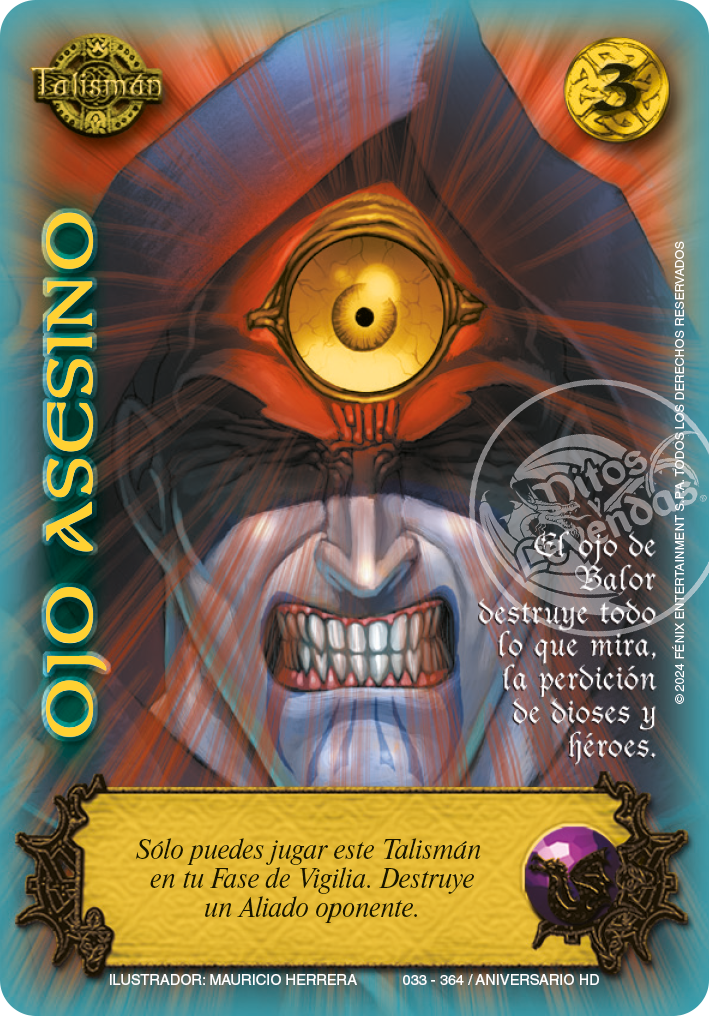 Talismán
3
OJO ASESINO
Mitos
y
Leyendas
®
El ojo de
Balor
destruye todo
lo que mira,
la perdición
de dioses y
héroes.
© 2024 FÉNIX ENTERTAINMENT S.P.A. TODOS LOS DERECHOS RESERVADOS
Sólo puedes jugar este Talismán
en tu Fase de Vigilia. Destruye
un Aliado oponente.
ILUSTRADOR: MAURICIO HERRERA 033 - 364 / ANIVERSARIO HD